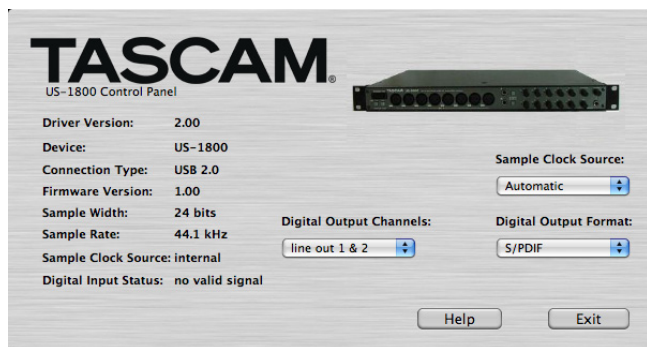 TASCAM.
US-1800 Control Panel
Driver Version: 2.00
Device: US-1800
Connection Type: USB 2.0
Firmware Version: 1.00
Sample Width: 24 bits
Sample Rate: 44.1 kHz
Sample Clock Source: internal
Digital Input Status: no valid signal
Digital Output Channels:
line out 1 & 2
Sample Clock Source:
Automatic
Digital Output Format:
S/PDIF
Help
Exit